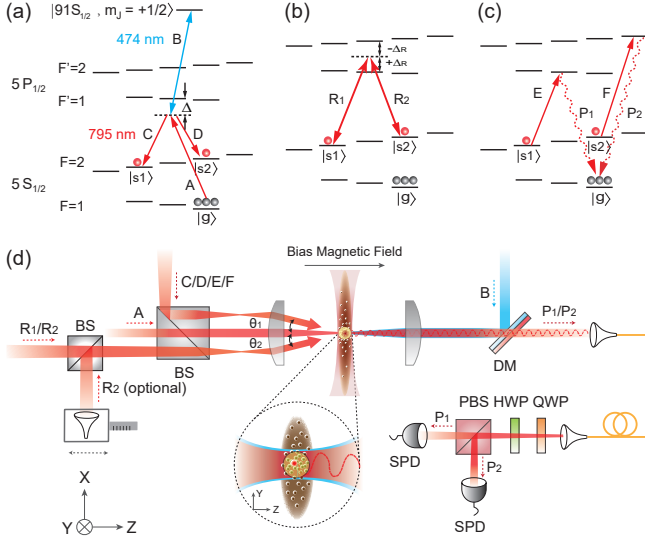 (a)
|91S₁/₂ , mJ = +1/2⟩
474 nm
B
F'=2
5 P₁/₂
F'=1
Δ
795 nm
C
D
F=2
|s1⟩
|s2⟩
5 S₁/₂
A
F=1
|g⟩
(b)
-ΔR
+ΔR
R₁
R₂
|s1⟩
|s2⟩
|g⟩
(c)
E
F
P₁
P₂
|s1⟩
|s2⟩
|g⟩
(d)
Bias Magnetic Field
C/D/E/F
B
A
θ₁
P₁/P₂
R₁/R₂
BS
θ₂
BS
DM
R₂ (optional)
PBS HWP QWP
P₁
SPD
P₂
SPD
X
Y
Z
Y
Z